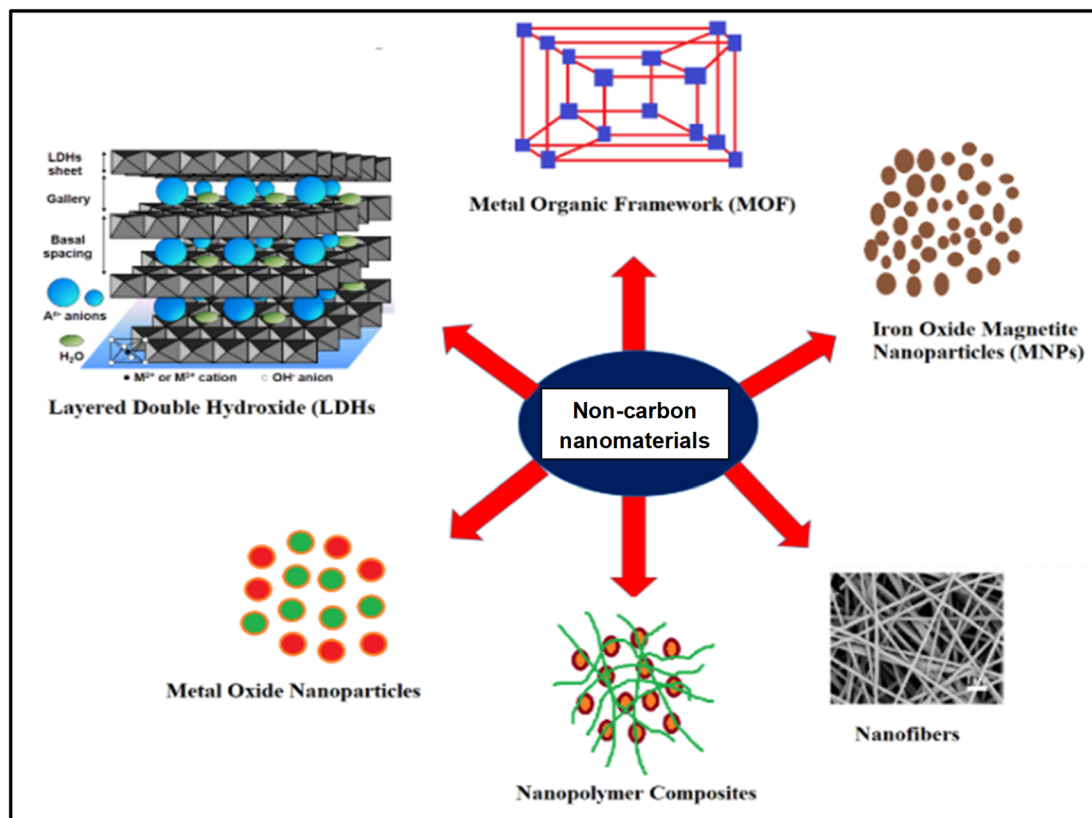 Metal Organic Framework (MOF)
LDHs
sheet
Gallery
Basal
spacing
Aⁿ⁻ anions
H₂O
● M²⁺ or M³⁺ cation ○ OH⁻ anion
Layered Double Hydroxide (LDHs
Iron Oxide Magnetite
Nanoparticles (MNPs)
Non-carbon
nanomaterials
Metal Oxide Nanoparticles
Nanofibers
Nanopolymer Composites